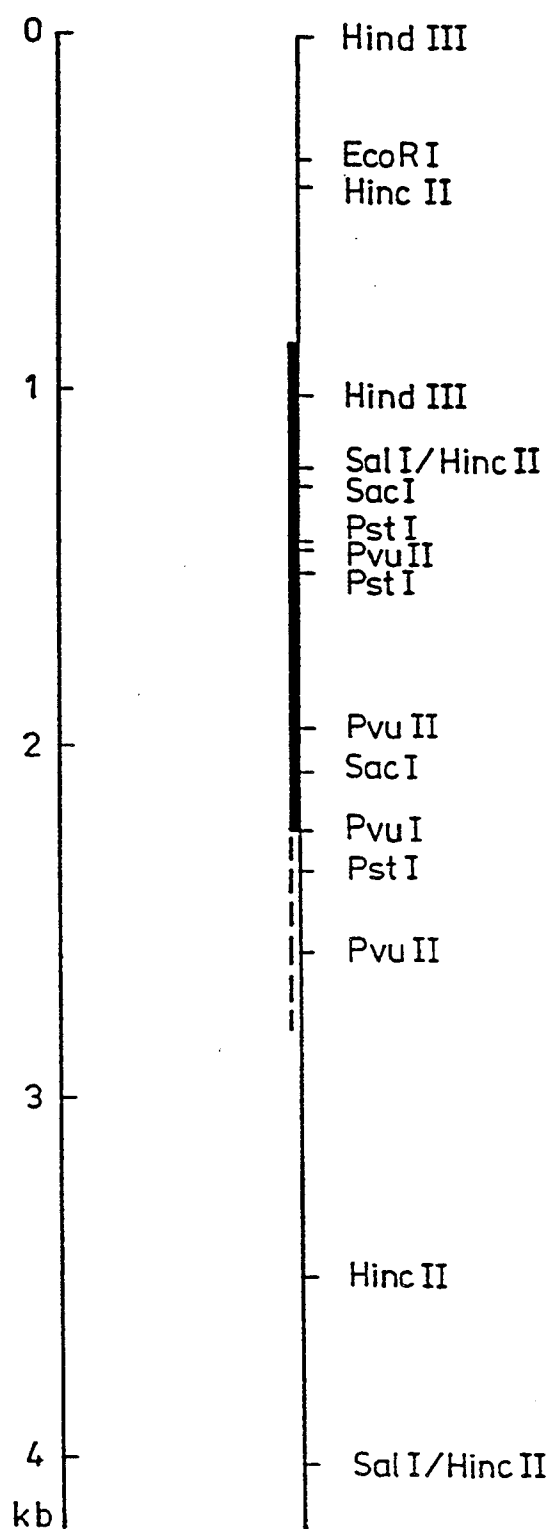 0
Hind III
EcoR I
Hinc II
1
Hind III
Sal I/Hinc II
Sac I
Pst I
Pvu II
Pst I
Pvu II
2
Sac I
Pvu I
Pst I
Pvu II
3
Hinc II
4
Sal I/Hinc II
kb